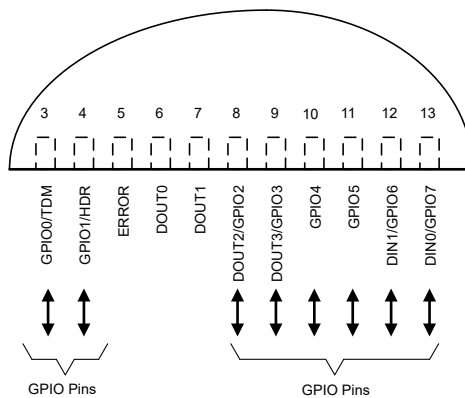 3 4 5 6 7 8 9 10 11 12 13
GPIO0/TDM
GPIO1/HDR
ERROR
DOUT0
DOUT1
DOUT2/GPIO2
DOUT3/GPIO3
GPIO4
GPIO5
DIN1/GPIO6
DIN0/GPIO7
GPIO Pins
GPIO Pins